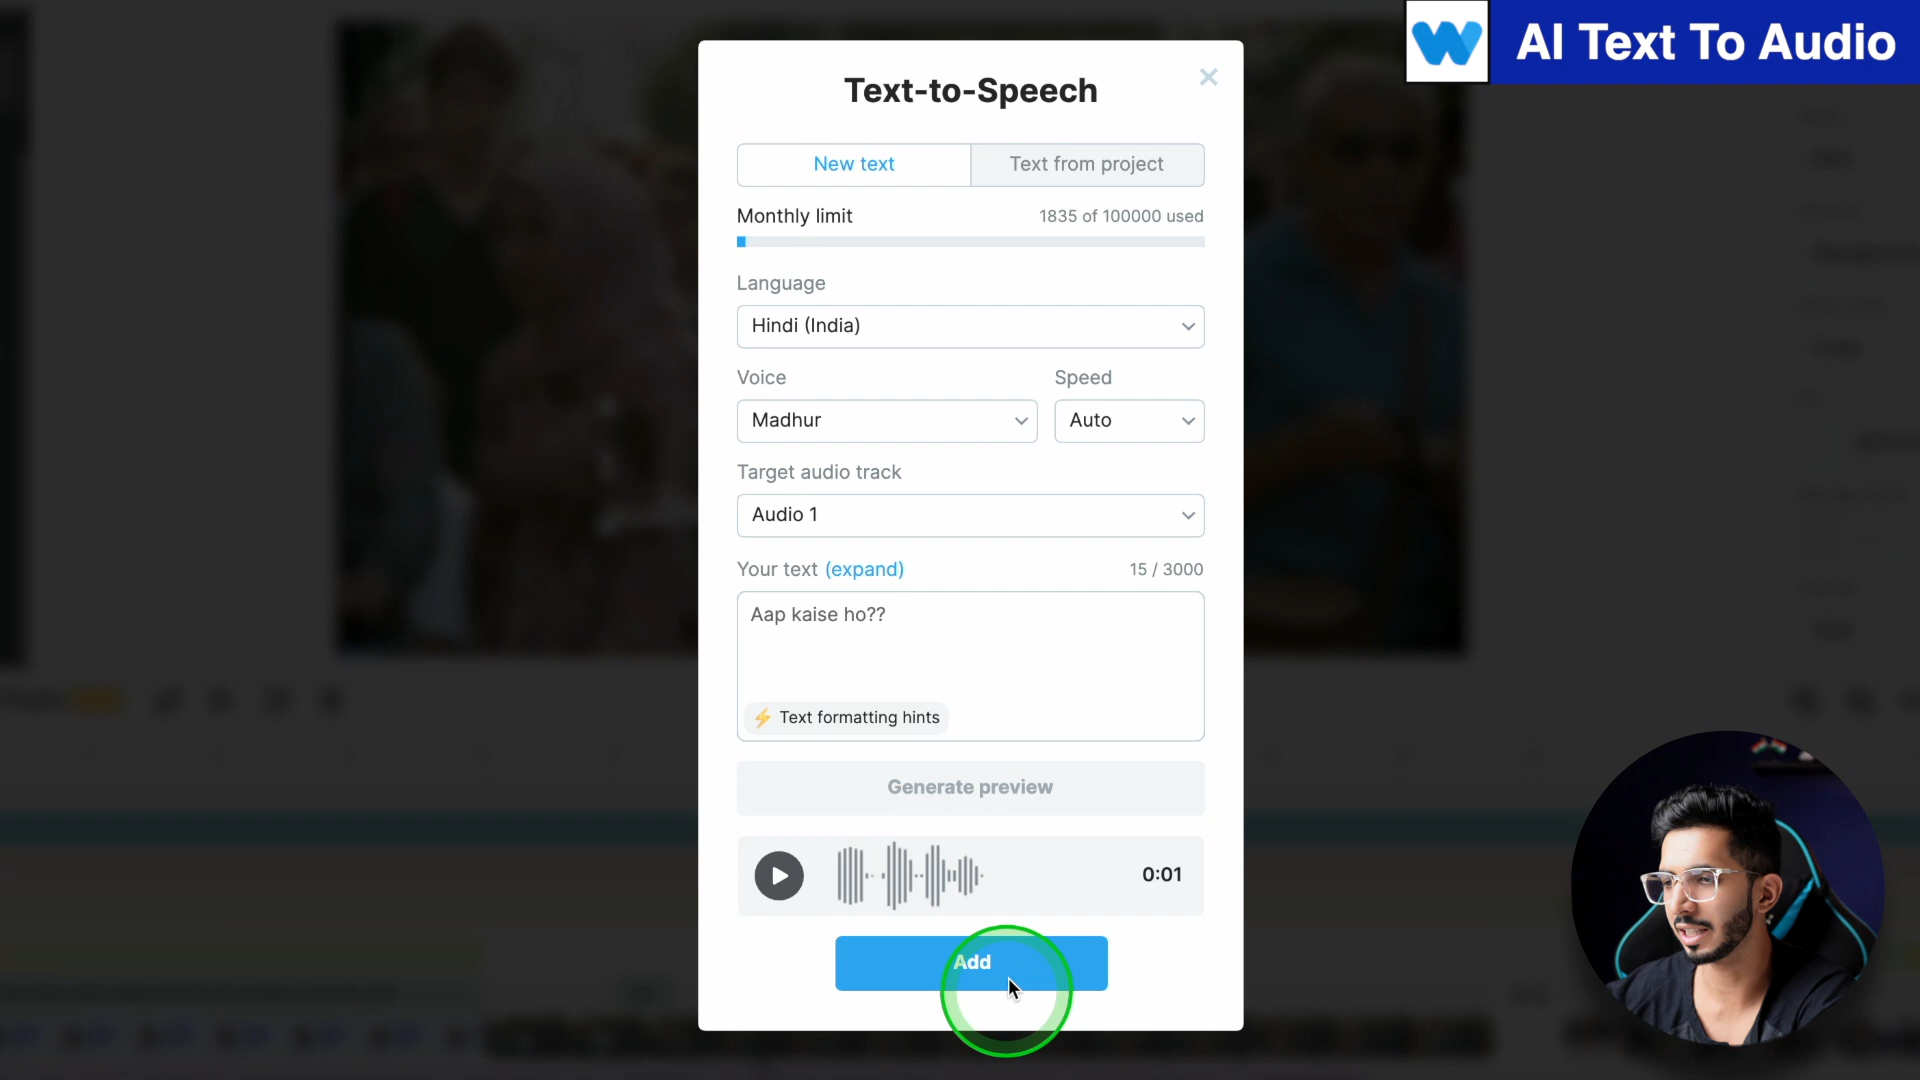 AI Text To Audio
Text-to-Speech
New text
Text from project
Monthly limit
1835 of 100000 used
Language
Hindi (India)
Voice
Speed
Madhur
Auto
Target audio track
Audio 1
Your text (expand)
15 / 3000
Aap kaise ho??
⚡ Text formatting hints
Generate preview
0:01
Add